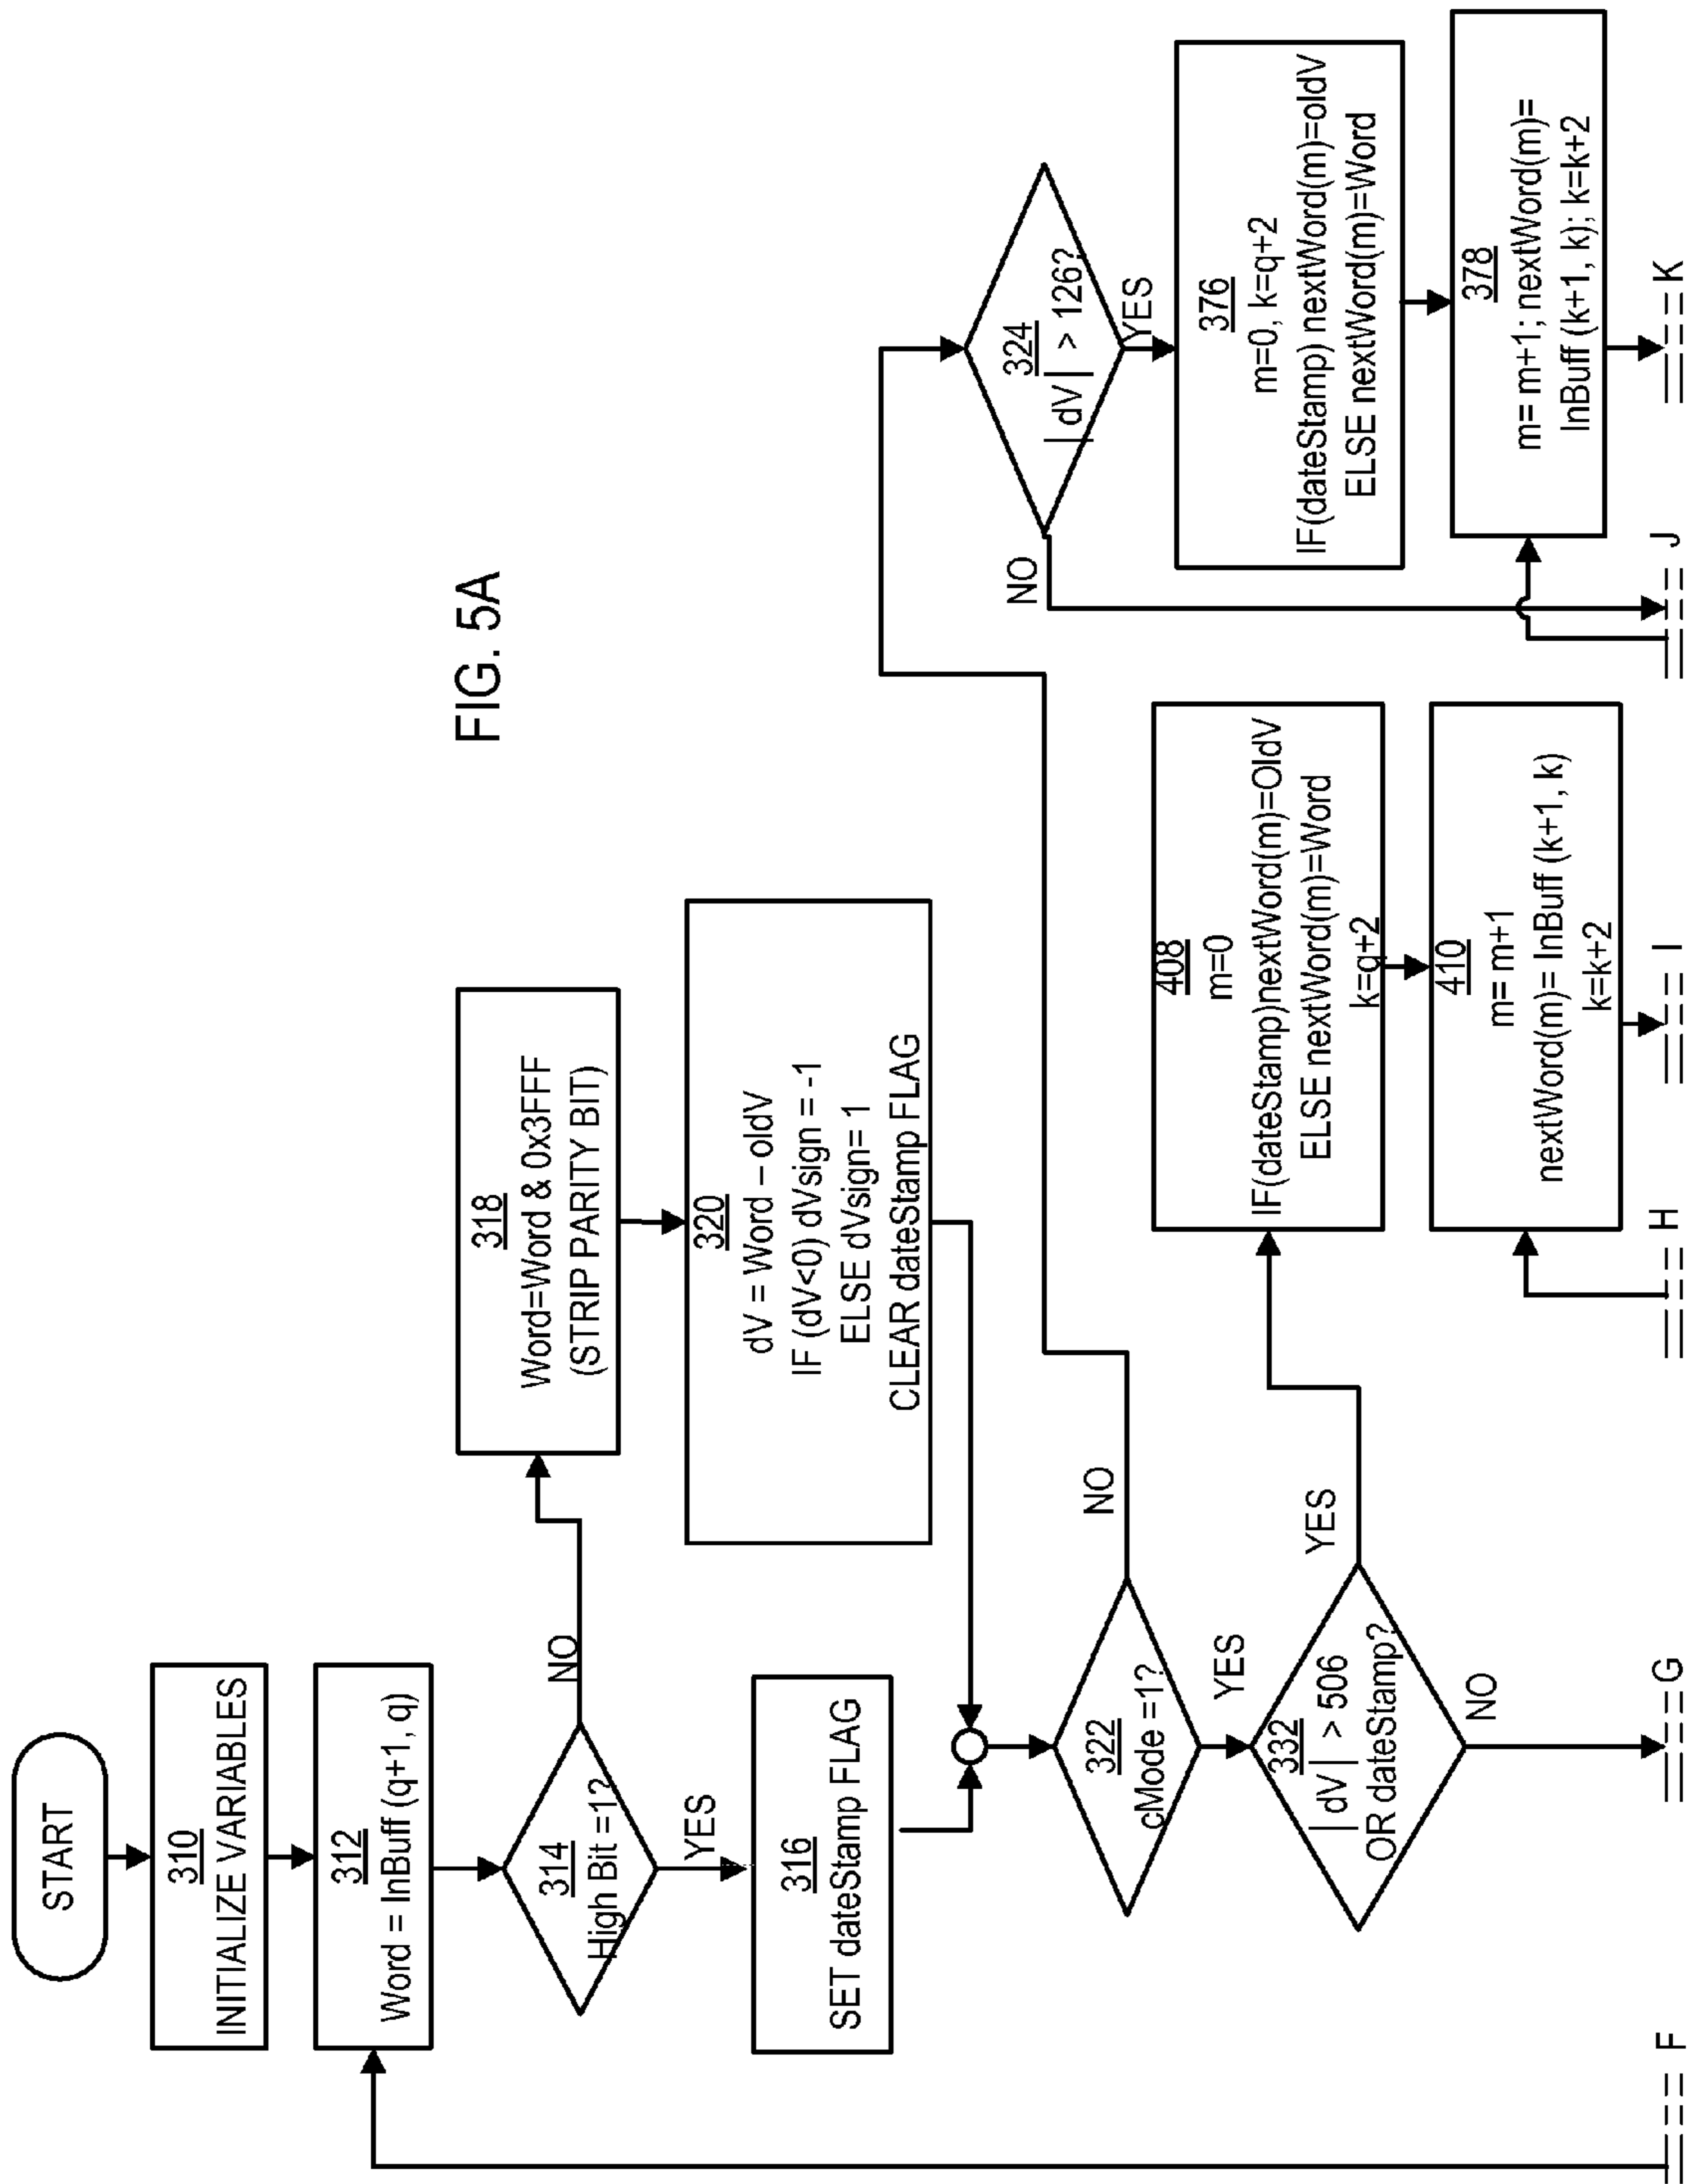 FIG. 5A
START
310
INITIALIZE VARIABLES
312
Word = InBuff (q+1, q)
314
High Bit =1?
NO
YES
316
SET dateStamp FLAG
318
Word=Word & 0x3FFF
(STRIP PARITY BIT)
320
dV = Word – oldV
IF (dV<0) dVsign = -1
ELSE dVsign= 1
CLEAR dateStamp FLAG
322
cMode =1?
NO
YES
332
|dV| > 506
OR dateStamp?
YES
NO
408
m=0
IF(dateStamp)nextWord(m)=OldV
ELSE nextWord(m)=Word
k=q+2
410
m= m+1
nextWord(m)= InBuff (k+1, k)
k=k+2
324
|dV| > 126?
NO
YES
376
m=0, k=q+2
IF(dateStamp) nextWord(m)=oldV
ELSE nextWord(m)=Word
378
m= m+1; nextWord(m)=
InBuff (k+1, k); k=k+2
F
G
H
I
J
K